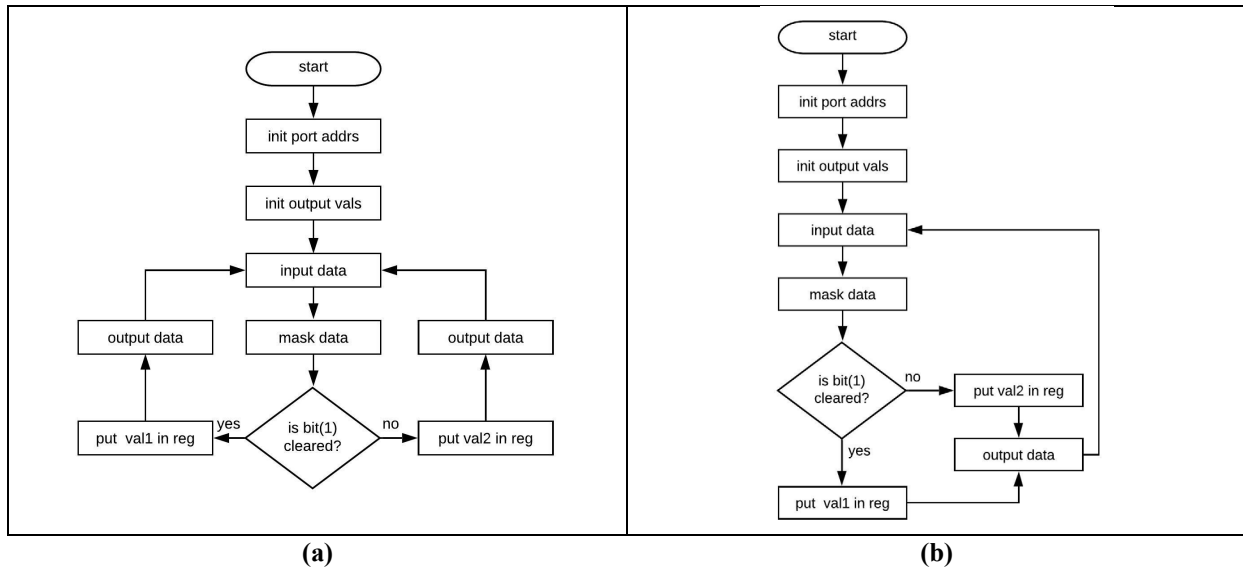 start
init port addrs
init output vals
input data
output data
mask data
output data
put val1 in reg
yes
is bit(1)
cleared?
no
put val2 in reg
(a)
start
init port addrs
init output vals
input data
mask data
is bit(1)
cleared?
no
put val2 in reg
yes
output data
put val1 in reg
(b)